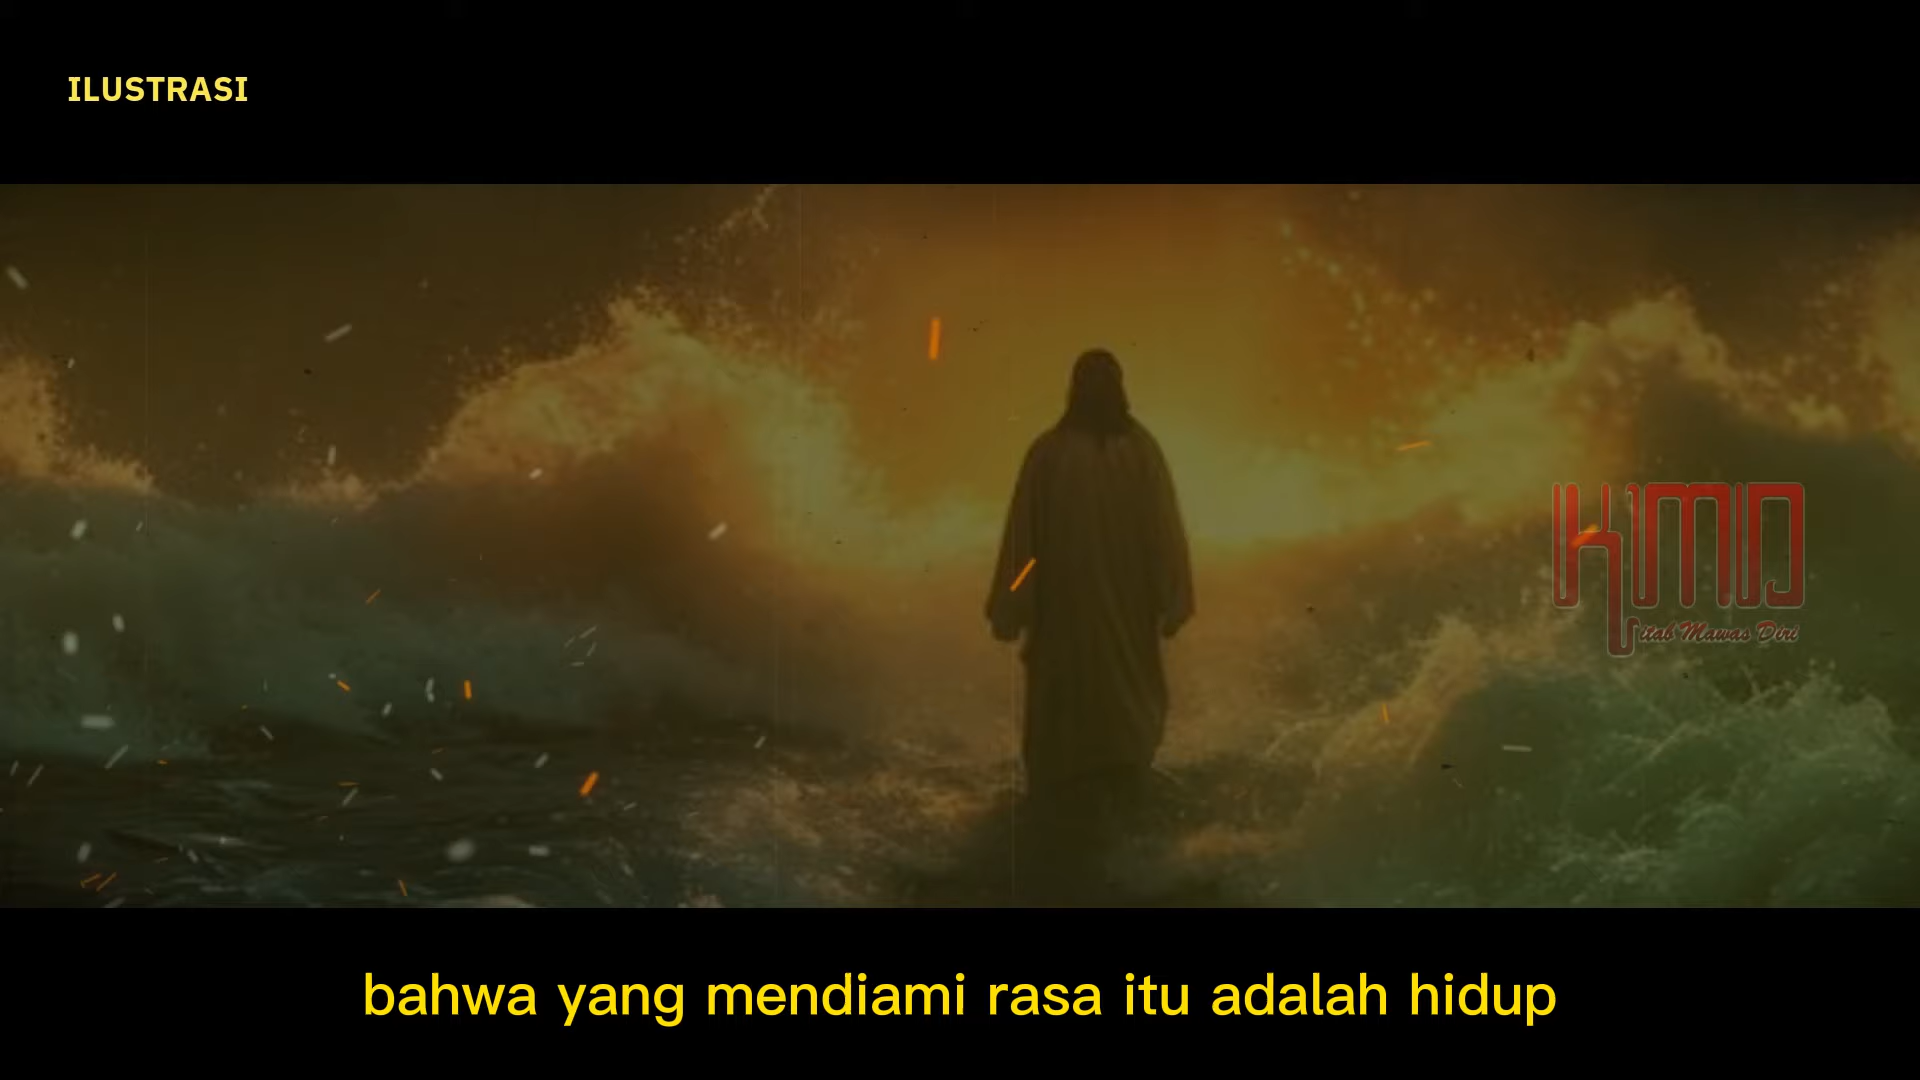 ILUSTRASI
KMD
Kitab Mawas Diri
bahwa yang mendiami rasa itu adalah hidup